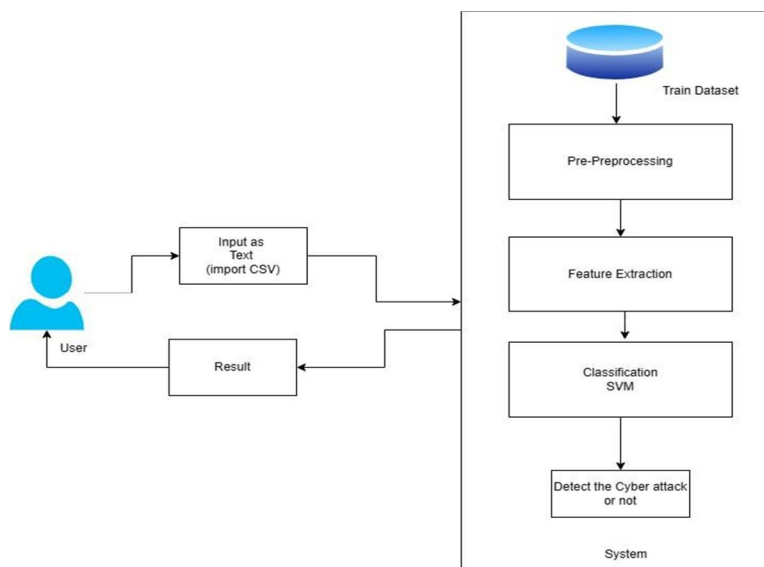 Train Dataset
Pre-Preprocessing
Input as
Text
(import CSV)
Feature Extraction
User
Result
Classification
SVM
Detect the Cyber attack
or not
System